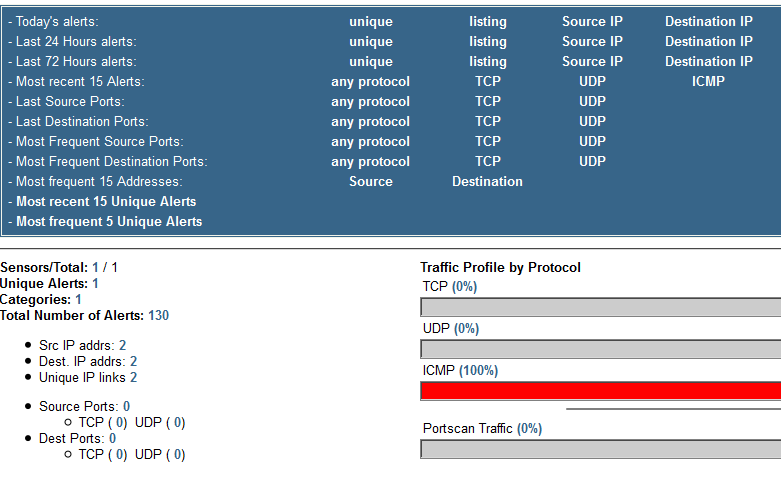 - Today's alerts: unique listing Source IP Destination IP
- Last 24 Hours alerts: unique listing Source IP Destination IP
- Last 72 Hours alerts: unique listing Source IP Destination IP
- Most recent 15 Alerts: any protocol TCP UDP ICMP
- Last Source Ports: any protocol TCP UDP
- Last Destination Ports: any protocol TCP UDP
- Most Frequent Source Ports: any protocol TCP UDP
- Most Frequent Destination Ports: any protocol TCP UDP
- Most frequent 15 Addresses: Source Destination
- Most recent 15 Unique Alerts
- Most frequent 5 Unique Alerts
Sensors/Total: 1 / 1
Unique Alerts: 1
Categories: 1
Total Number of Alerts: 130
Src IP addrs: 2
Dest. IP addrs: 2
Unique IP links 2
Source Ports: 0
TCP ( 0) UDP ( 0)
Dest Ports: 0
TCP ( 0) UDP ( 0)
Traffic Profile by Protocol
TCP (0%)
UDP (0%)
ICMP (100%)
Portscan Traffic (0%)